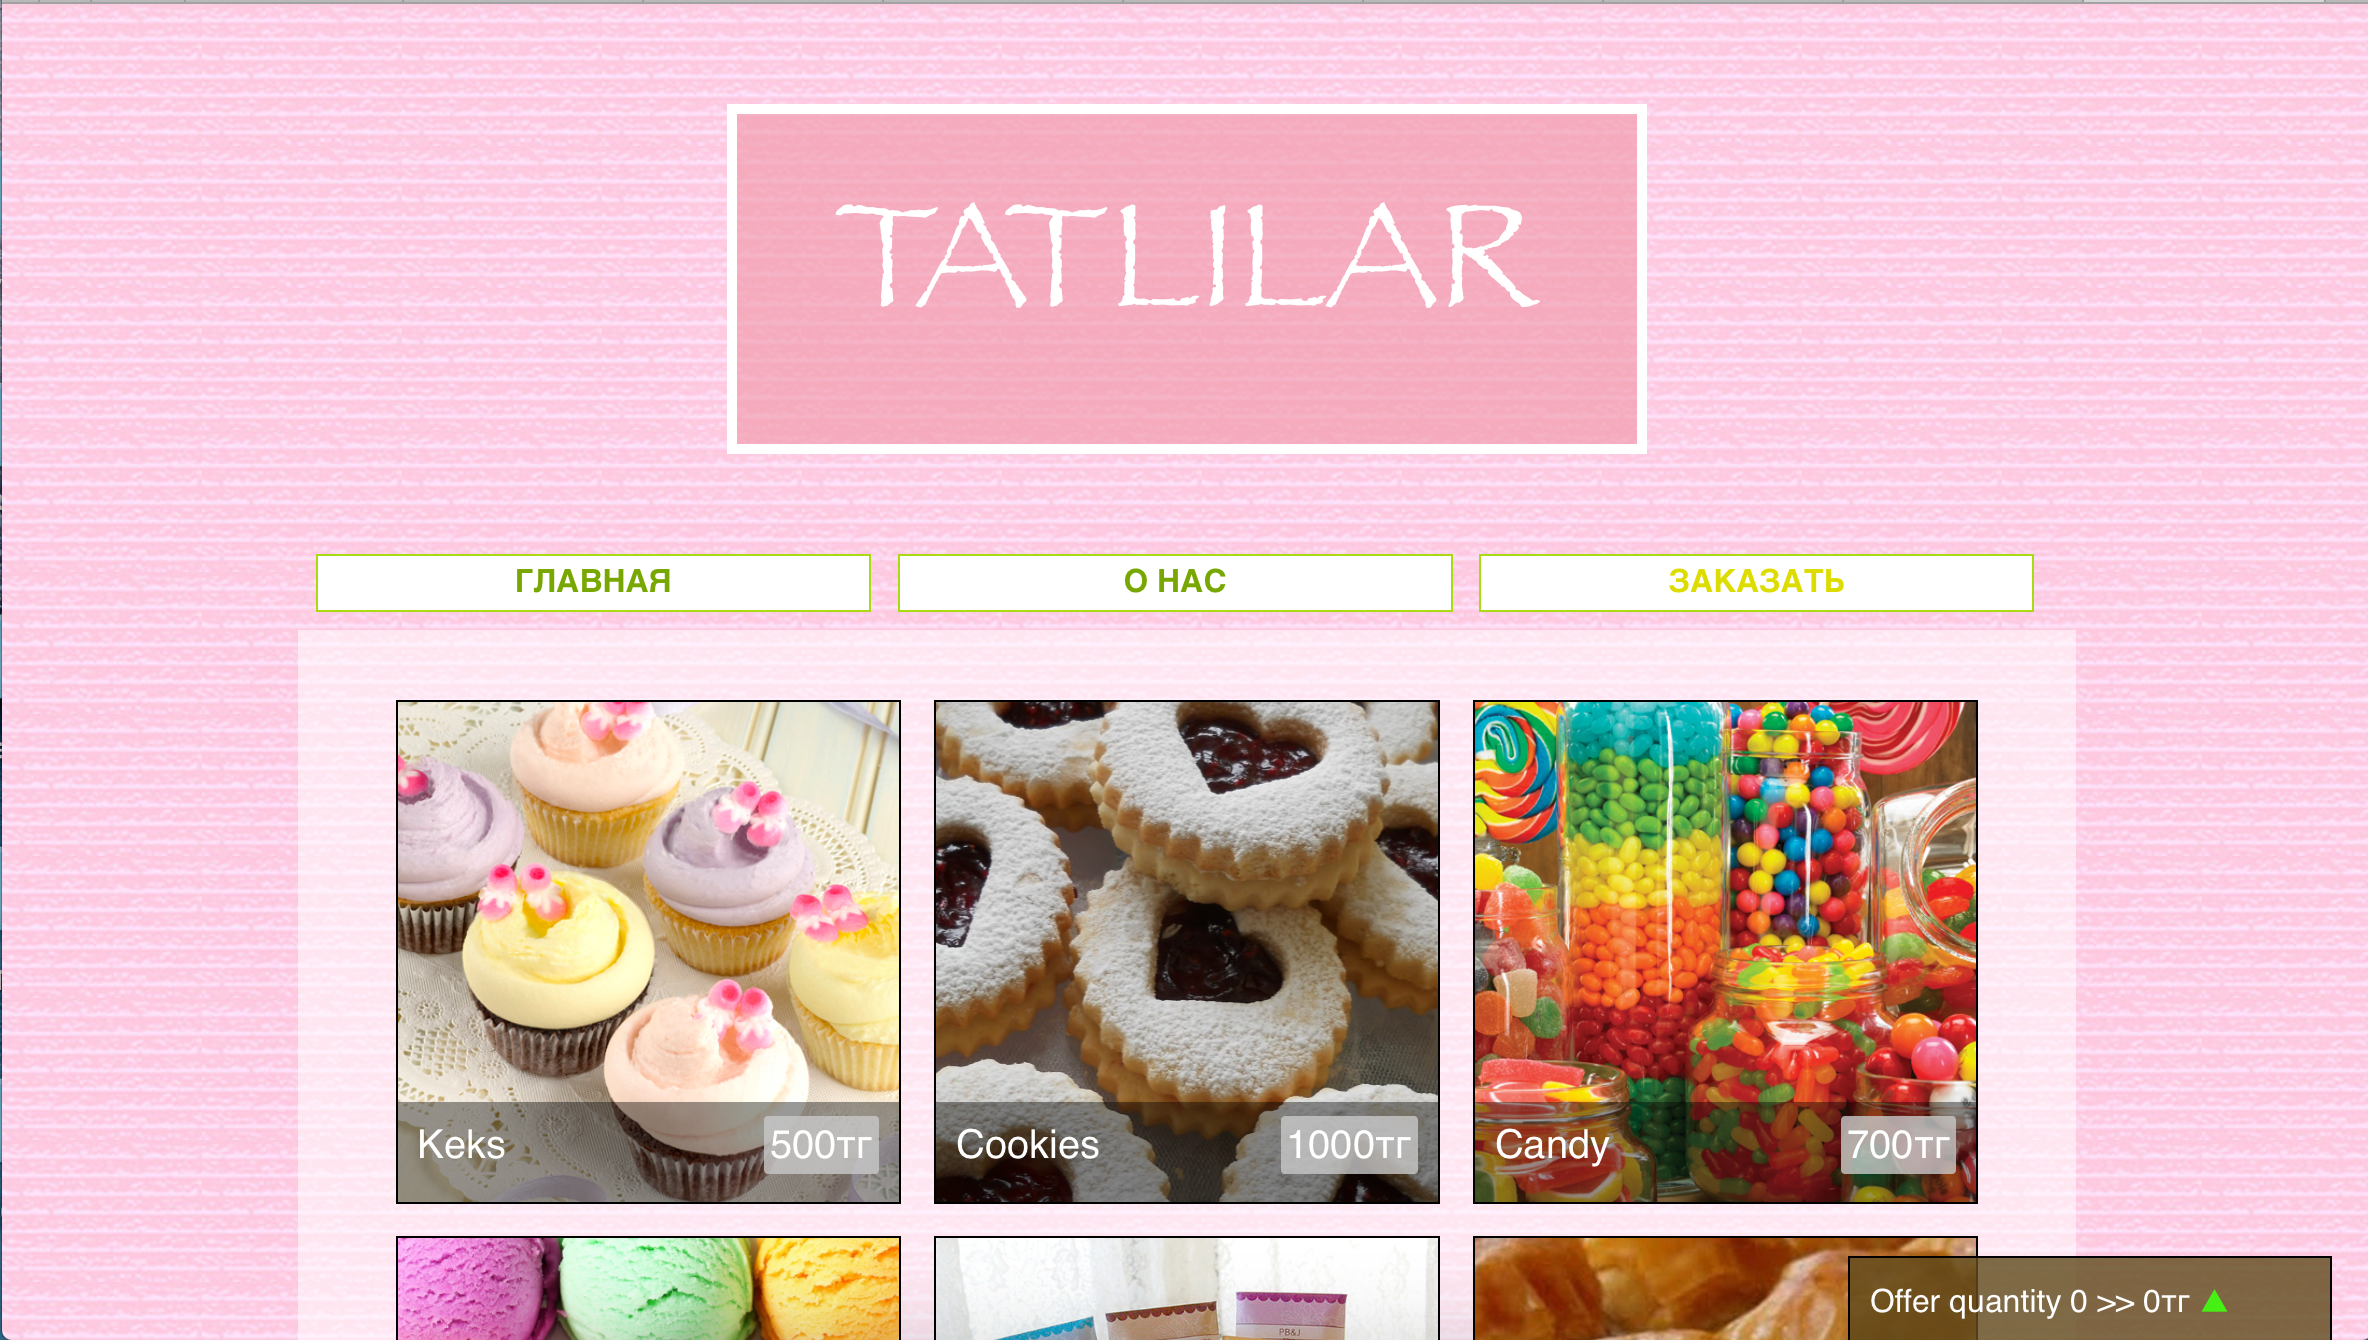 TATLILAR
ГЛАВНАЯ
О НАС
ЗАКАЗАТЬ
Keks
500тг
Cookies
1000тг
Candy
700тг
PB&J
Offer quantity 0 >> 0тг